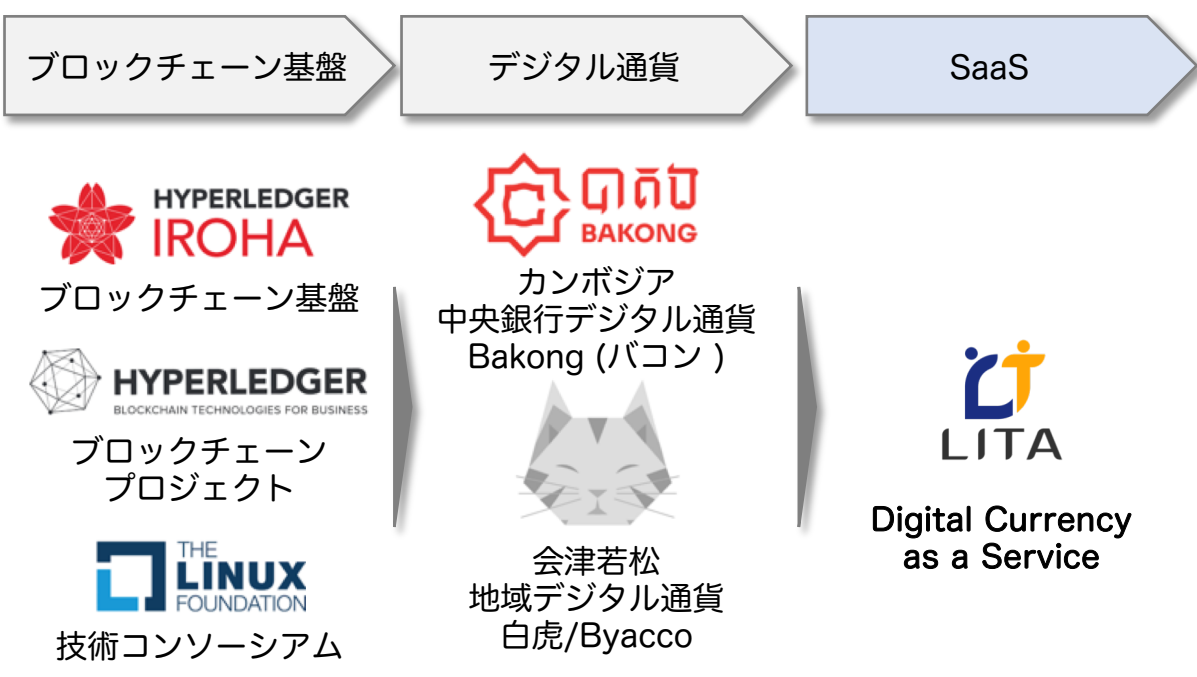 ブロックチェーン基盤
デジタル通貨
SaaS
HYPERLEDGER
IROHA
ブロックチェーン基盤
HYPERLEDGER
BLOCKCHAIN TECHNOLOGIES FOR BUSINESS
ブロックチェーン
プロジェクト
THE
LINUX
FOUNDATION
技術コンソーシアム
បាគង
BAKONG
カンボジア
中央銀行デジタル通貨
Bakong (バコン )
会津若松
地域デジタル通貨
白虎/Byacco
LITA
Digital Currency
as a Service